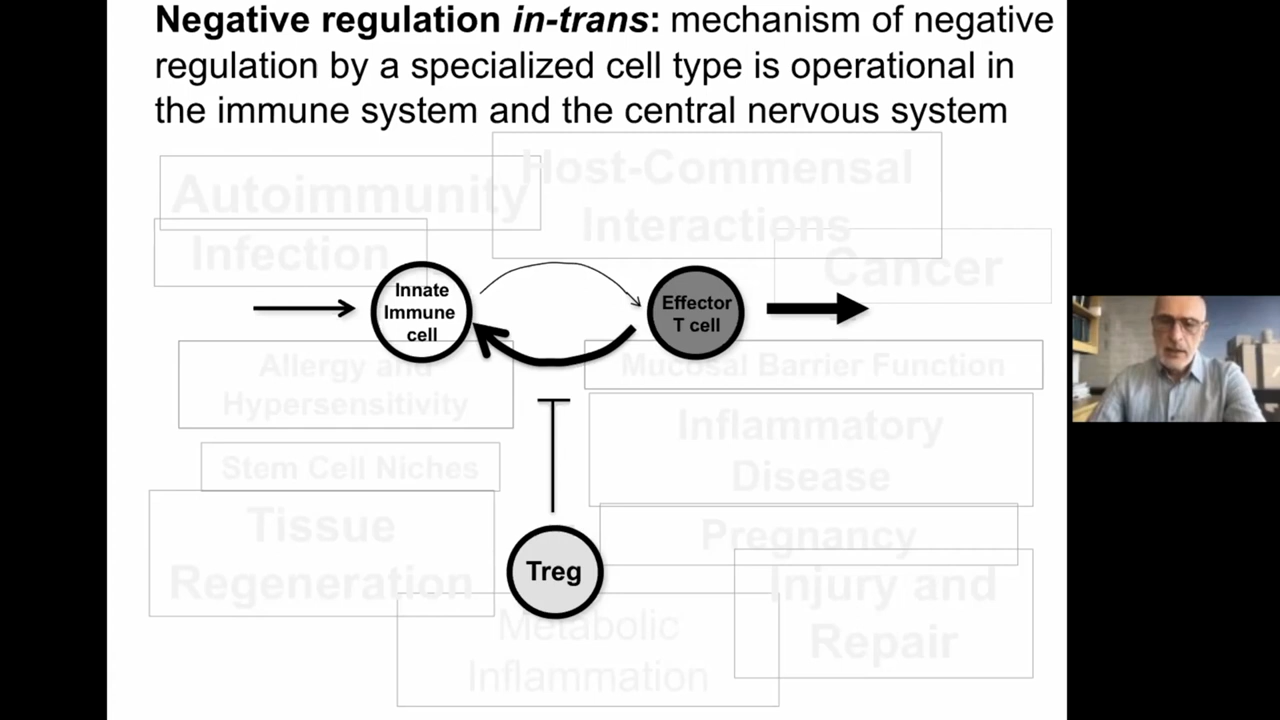 Negative regulation in-trans: mechanism of negative
regulation by a specialized cell type is operational in
the immune system and the central nervous system
Host-Commensal
Interactions
Autoimmunity
Infection
Cancer
Innate
Immune
cell
Effector
T cell
Allergy and
Hypersensitivity
Mucosal Barrier Function
Inflammatory
Disease
Stem Cell Niches
Tissue
Regeneration
Pregnancy
Treg
Injury and
Repair
Metabolic
Inflammation